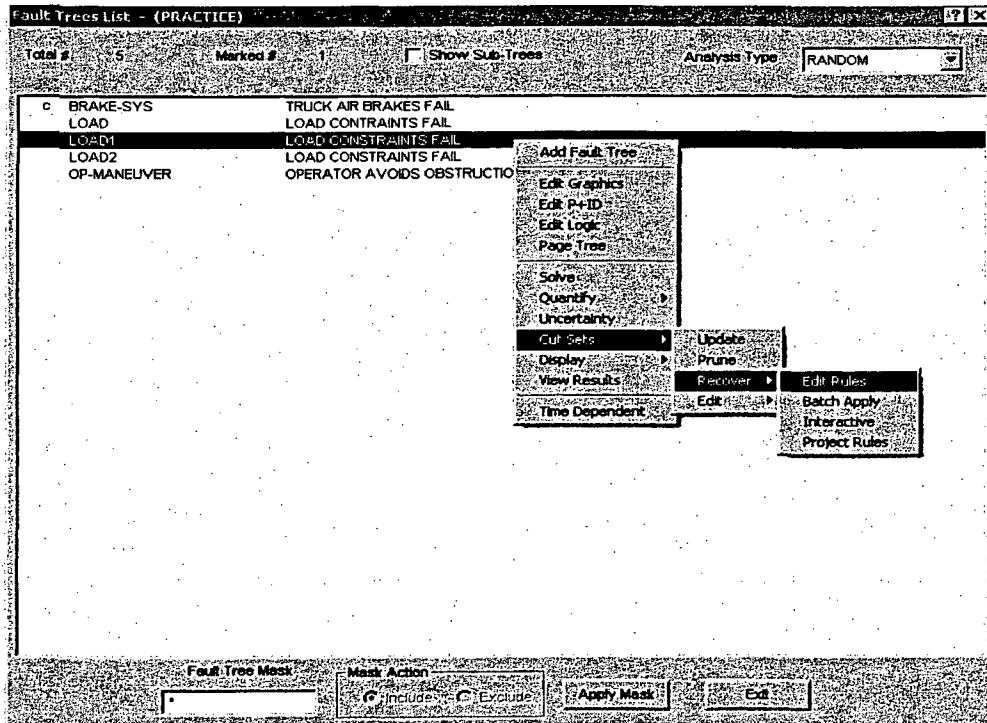 Fault Trees List - (PRACTICE)
Total # 5 Marked # 1 Show Sub-Trees Analysis Type RANDOM
C BRAKE-SYS TRUCK AIR BRAKES FAIL
LOAD LOAD CONTRAINTS FAIL
LOAD1 LOAD CONSTRAINTS FAIL
LOAD2 LOAD CONSTRAINTS FAIL
OP-MANEUVER OPERATOR AVOIDS OBSTRUCTIO
Add Fault Tree
Edit Graphics
Edit P+ID
Edit Logic
Page Tree
Solve
Quantify
Uncertainty
Cut Sets
Display
View Results
Time Dependent
Update
Prune
Recover
Edit
Edit Rules
Batch Apply
Interactive
Project Rules
Fault Tree Mask Mask Action
* Include Exclude Apply Mask Exit